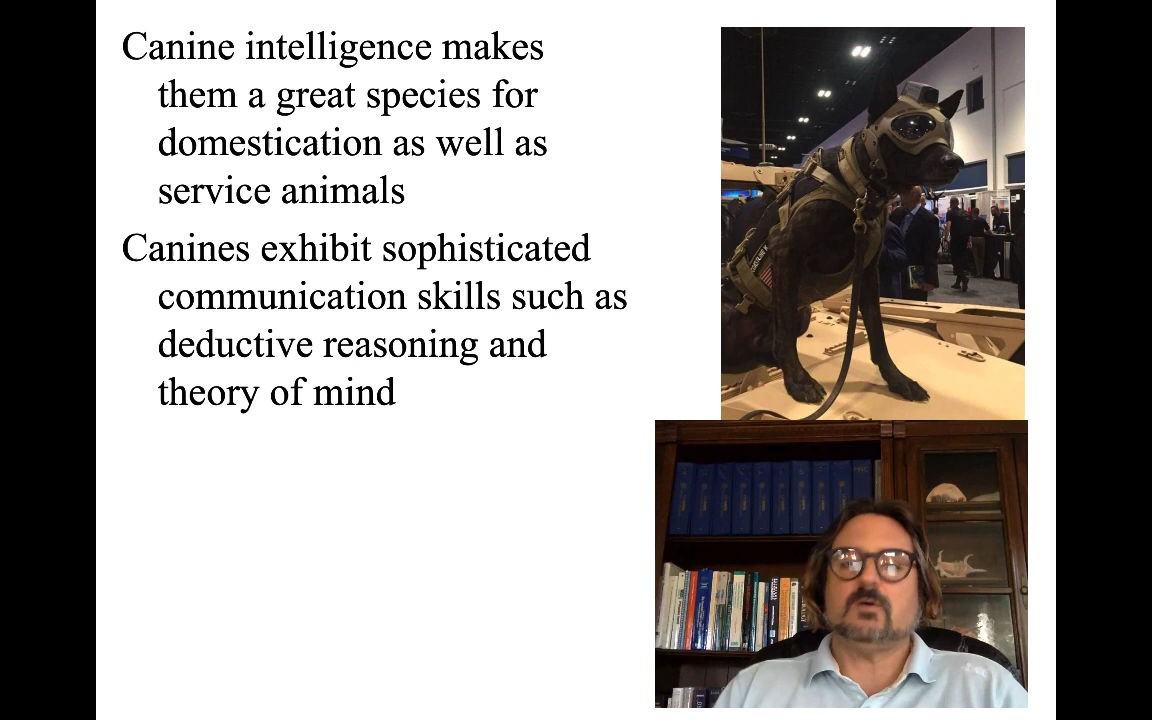 Canine intelligence makes
them a great species for
domestication as well as
service animals
Canines exhibit sophisticated
communication skills such as
deductive reasoning and
theory of mind